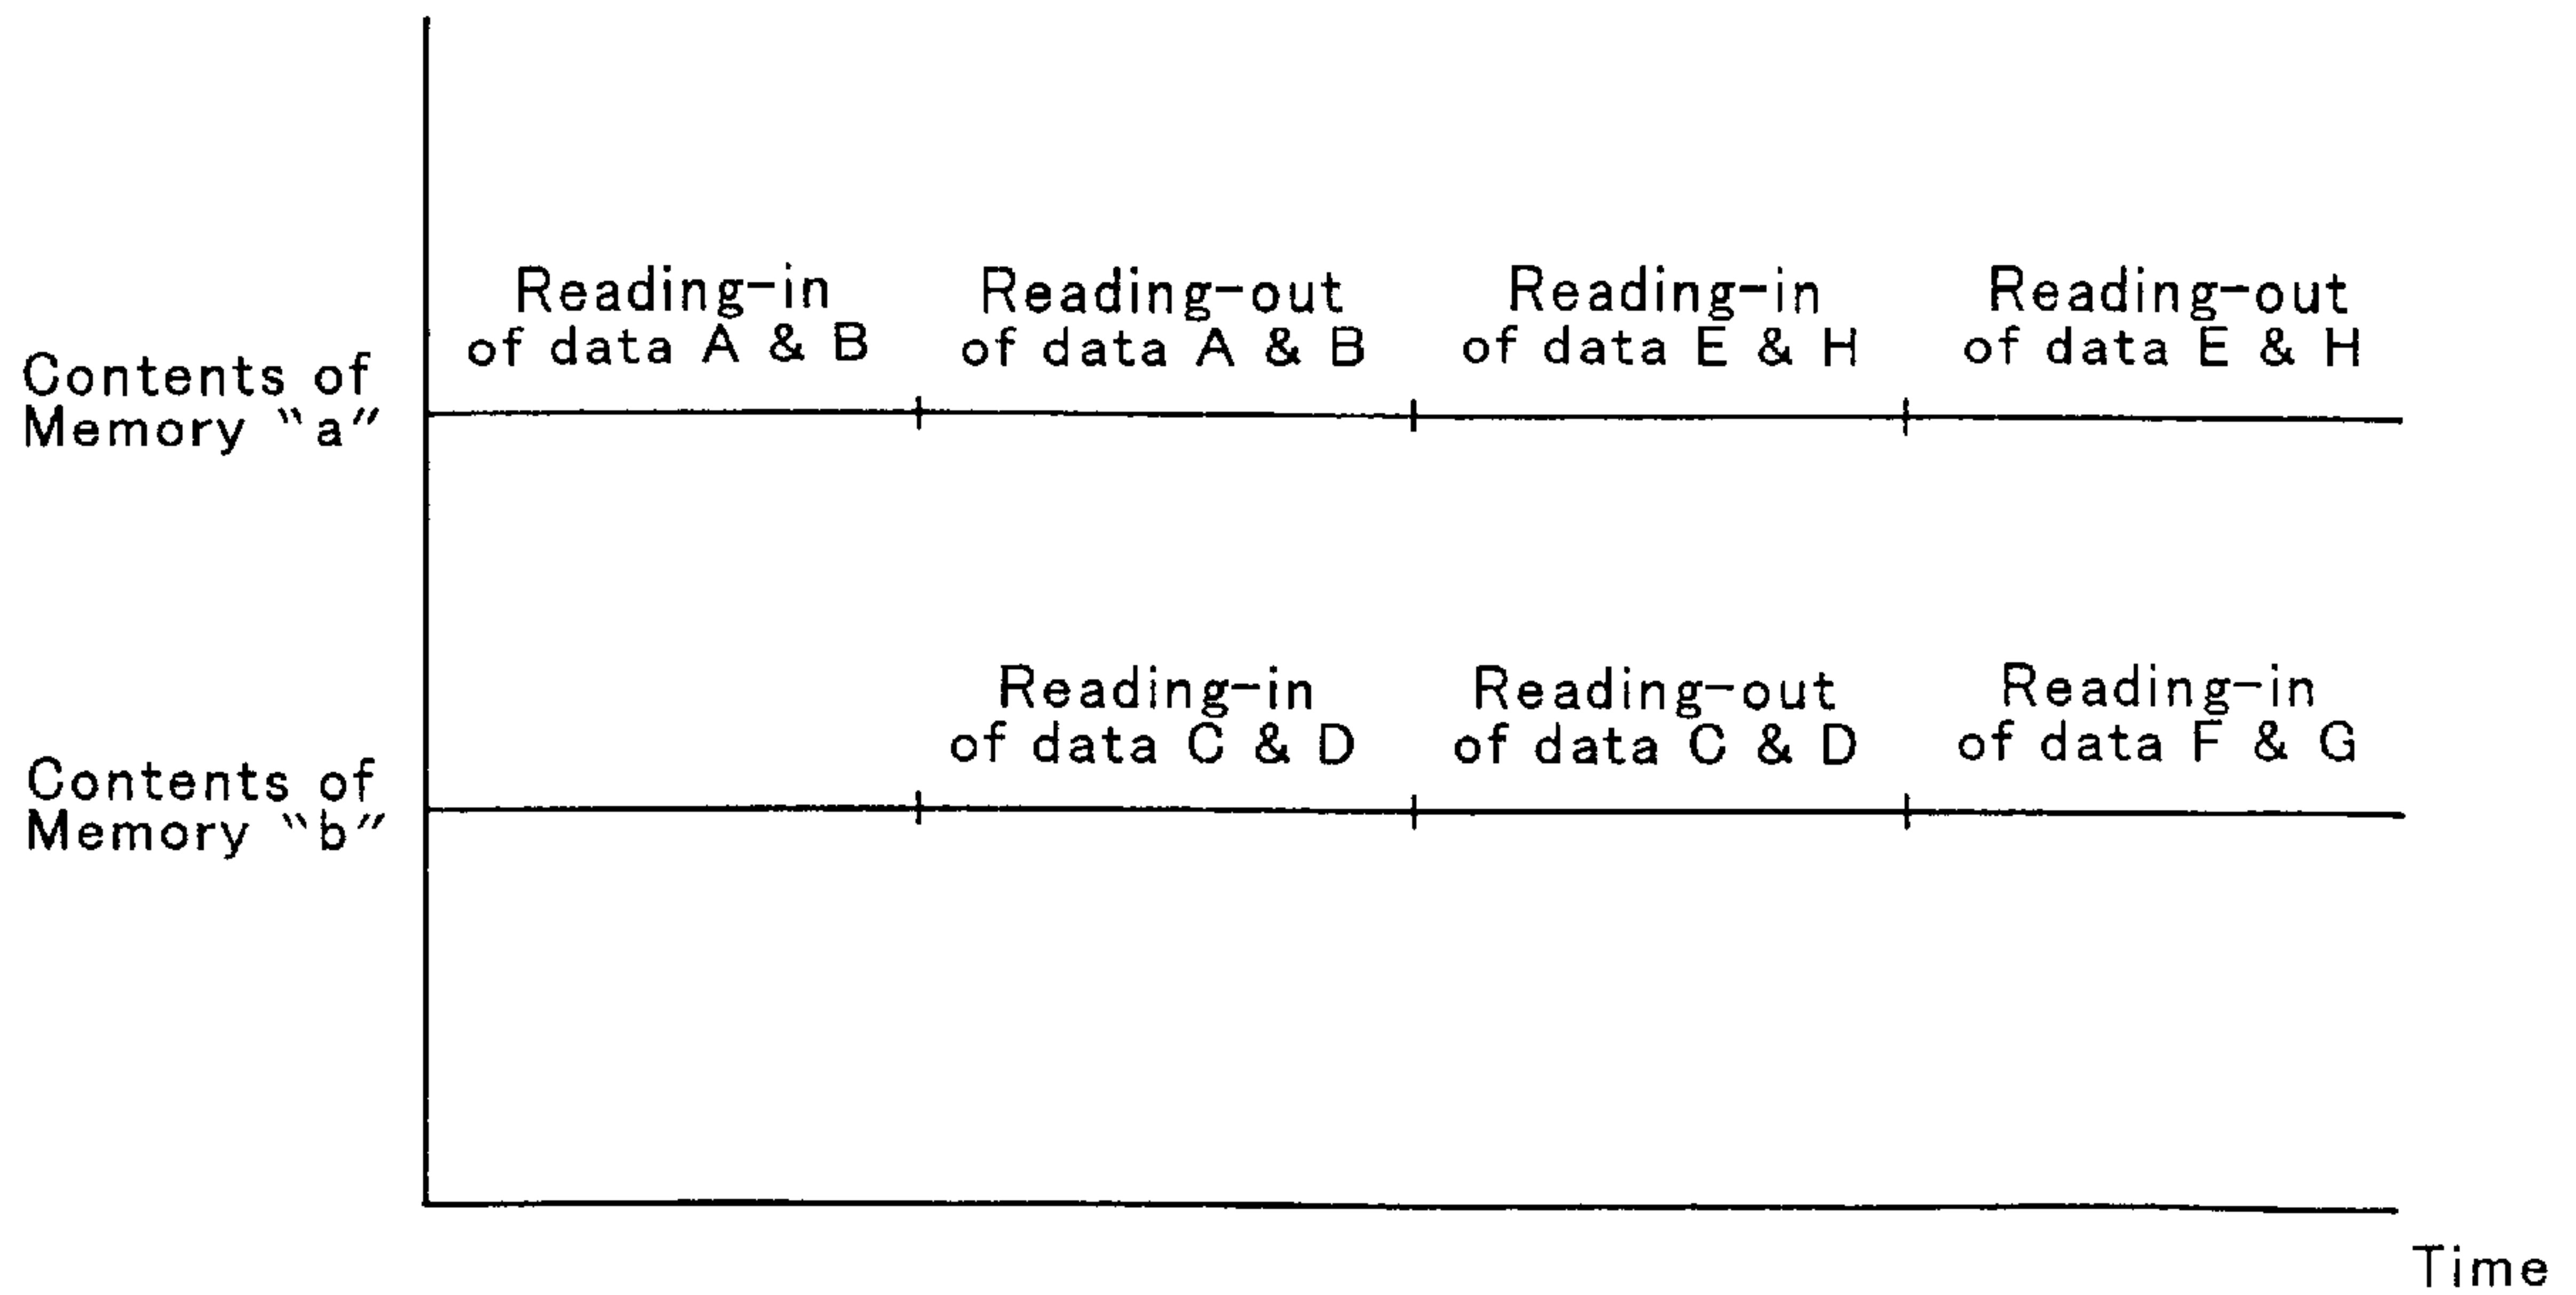 Reading-in
of data A & B
Reading-out
of data A & B
Reading-in
of data E & H
Reading-out
of data E & H
Contents of
Memory "a"
Reading-in
of data C & D
Reading-out
of data C & D
Reading-in
of data F & G
Contents of
Memory "b"
Time